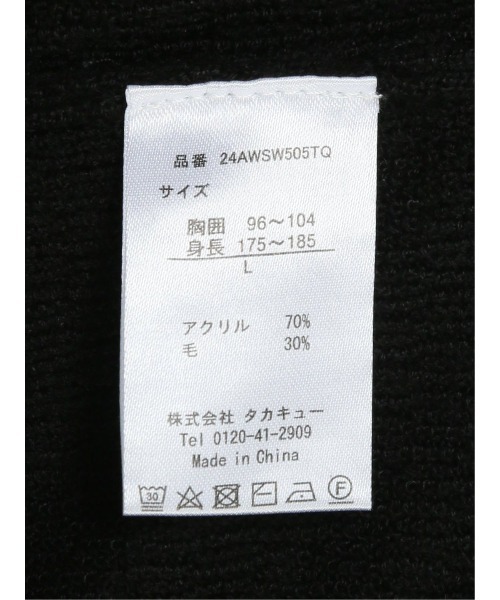 品番 24AWSW505TQ
サイズ
胸囲 96～104
身長 175～185
L
アクリル 70%
毛 30%
株式会社 タカキュー
Tel 0120-41-2909
Made in China
30 F